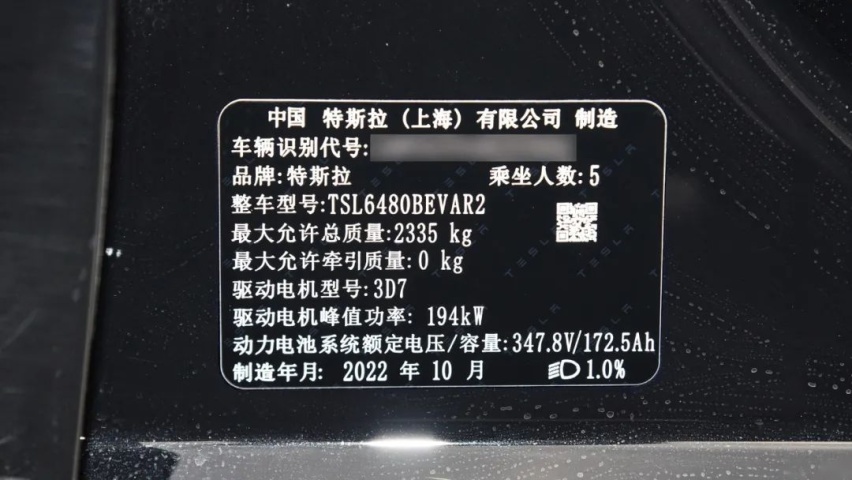 中国 特斯拉 (上海) 有限公司 制造
车辆识别代号:
品牌:特斯拉 乘坐人数:5
整车型号:TSL6480BEVAR2
最大允许总质量:2335 kg
最大允许牵引质量:0 kg
驱动电机型号:3D7
驱动电机峰值功率: 194kW
动力电池系统额定电压/容量:347.8V/172.5Ah
制造年月: 2022 年 10 月 1.0%